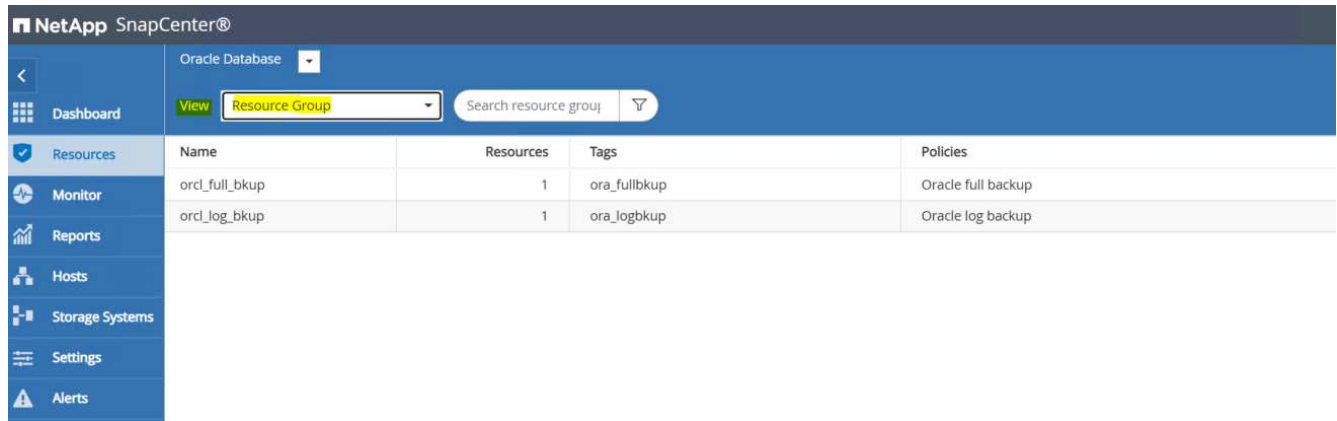 NetApp SnapCenter®
Oracle Database
View Resource Group Search resource grou
Dashboard
Resources
Monitor
Reports
Hosts
Storage Systems
Settings
Alerts
Name Resources Tags Policies
orcl_full_bkup 1 ora_fullbkup Oracle full backup
orcl_log_bkup 1 ora_logbkup Oracle log backup